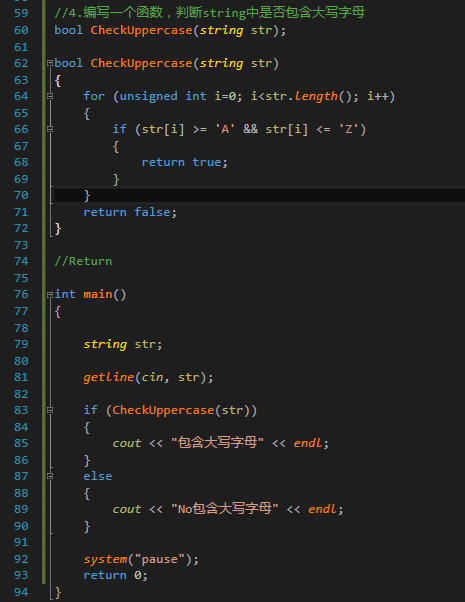 59 //4.编写一个函数，判断string中是否包含大写字母
60 bool CheckUppercase(string str);
61
62 bool CheckUppercase(string str)
63 {
64     for (unsigned int i=0; i<str.length(); i++)
65     {
66         if (str[i] >= 'A' && str[i] <= 'Z')
67         {
68             return true;
69         }
70     }
71     return false;
72 }
73
74 //Return
75
76 int main()
77 {
78
79     string str;
80
81     getline(cin, str);
82
83     if (CheckUppercase(str))
84     {
85         cout << "包含大写字母" << endl;
86     }
87     else
88     {
89         cout << "No包含大写字母" << endl;
90     }
91
92     system("pause");
93     return 0;
94 }